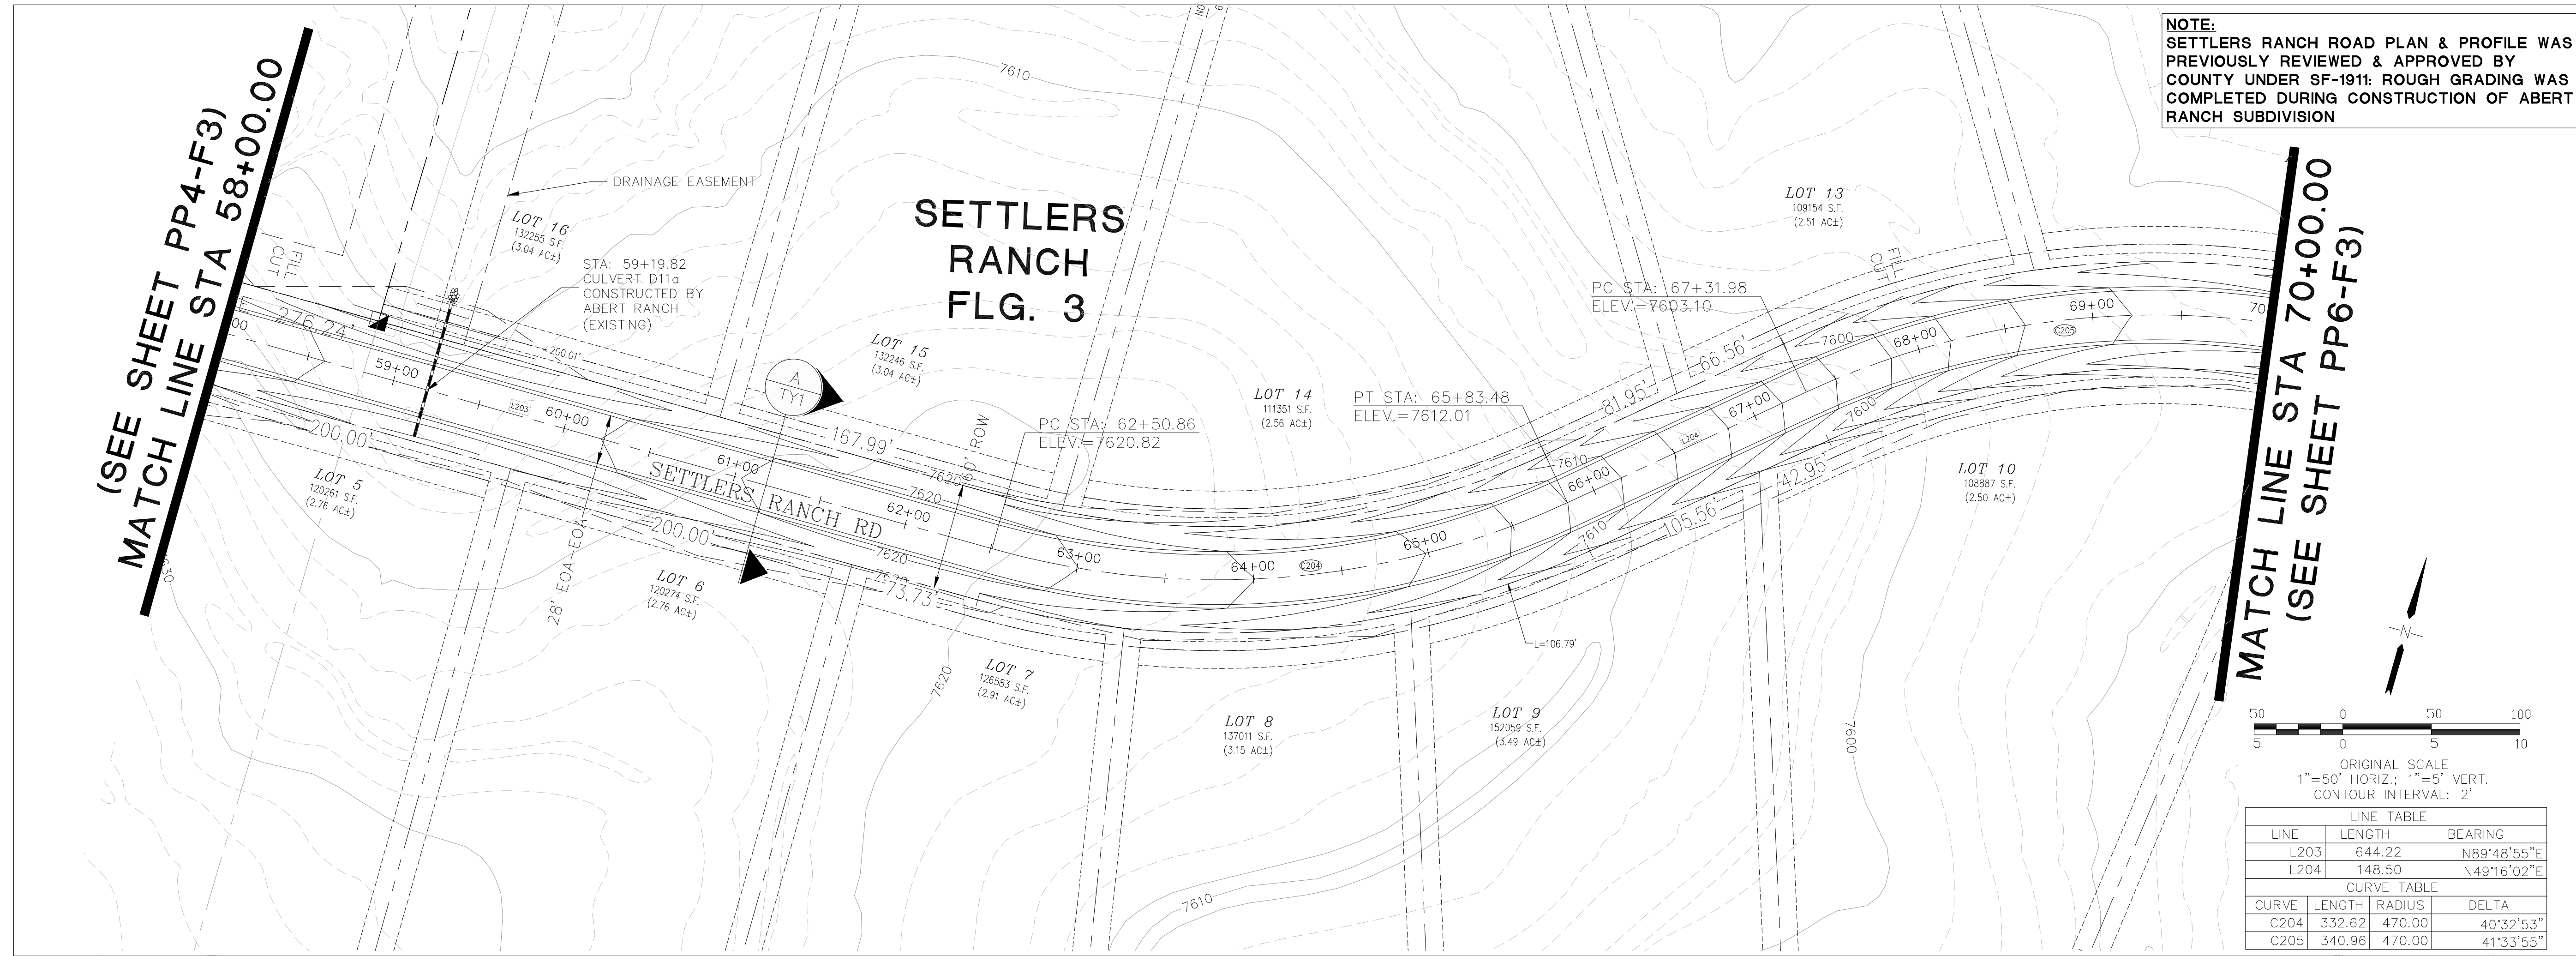 NOTE:
SETTLERS RANCH ROAD PLAN & PROFILE WAS
PREVIOUSLY REVIEWED & APPROVED BY
COUNTY UNDER SF-1911: ROUGH GRADING WAS
COMPLETED DURING CONSTRUCTION OF ABERT
RANCH SUBDIVISION
(SEE SHEET PP4-F3)
MATCH LINE STA 58+00.00
7610
DRAINAGE EASEMENT
LOT 16
132255 S.F.
(3.04 AC±)
FILL
CUT
STA: 59+19.82
CULVERT D11a
CONSTRUCTED BY
ABERT RANCH
(EXISTING)
SETTLERS
RANCH
FLG. 3
LOT 13
109154 S.F.
(2.51 AC±)
FILL
CUT
PC STA: 67+31.98
ELEV.=7603.10
MATCH LINE STA 70+00.00
(SEE SHEET PP6-F3)
276.24'
00
59+00
200.01'
L203
60+00
A
TY1
LOT 15
132246 S.F.
(3.04 AC±)
167.99'
60' ROW
PC STA: 62+50.86
ELEV.=7620.82
LOT 14
111351 S.F.
(2.56 AC±)
PT STA: 65+83.48
ELEV.=7612.01
81.95'
66.56'
7600
68+00
69+00
C205
70
67+00
7600
L204
7610
66+00
42.95'
105.56'
7610
LOT 10
108887 S.F.
(2.50 AC±)
200.00'
LOT 5
120261 S.F.
(2.76 AC±)
28' EOA-EOA
61+00
SETTLERS RANCH RD
7620
7620
62+00
200.00'
7620
7620
73.73'
63+00
64+00
C204
65+00
L=106.79'
LOT 6
120274 S.F.
(2.76 AC±)
7620
LOT 7
126583 S.F.
(2.91 AC±)
LOT 8
137011 S.F.
(3.15 AC±)
LOT 9
152059 S.F.
(3.49 AC±)
7600
7610
N
50 0 50 100
5 0 5 10
ORIGINAL SCALE
1"=50' HORIZ.; 1"=5' VERT.
CONTOUR INTERVAL: 2'
LINE TABLE
LINE LENGTH BEARING
L203 644.22 N89°48'55"E
L204 148.50 N49°16'02"E
CURVE TABLE
CURVE LENGTH RADIUS DELTA
C204 332.62 470.00 40°32'53"
C205 340.96 470.00 41°33'55"